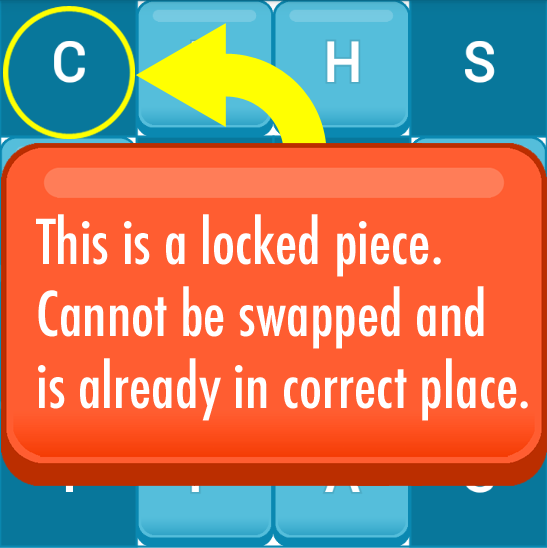 C H S
This is a locked piece.
Cannot be swapped and
is already in correct place.